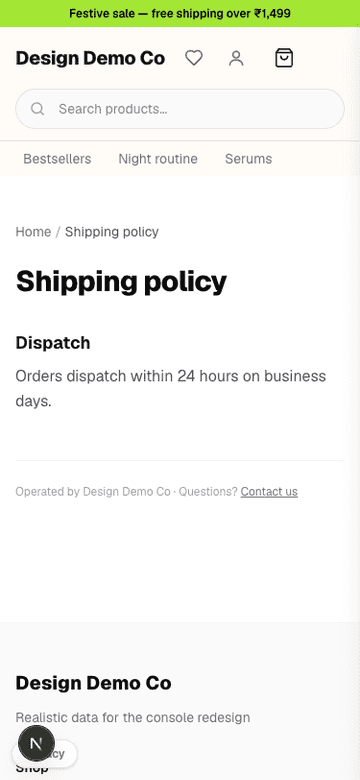 Festive sale — free shipping over ₹1,499
Design Demo Co
Search products...
Bestsellers Night routine Serums
Home / Shipping policy
Shipping policy
Dispatch
Orders dispatch within 24 hours on business
days.
Operated by Design Demo Co · Questions? Contact us
Design Demo Co
Realistic data for the console redesign
N
Shop